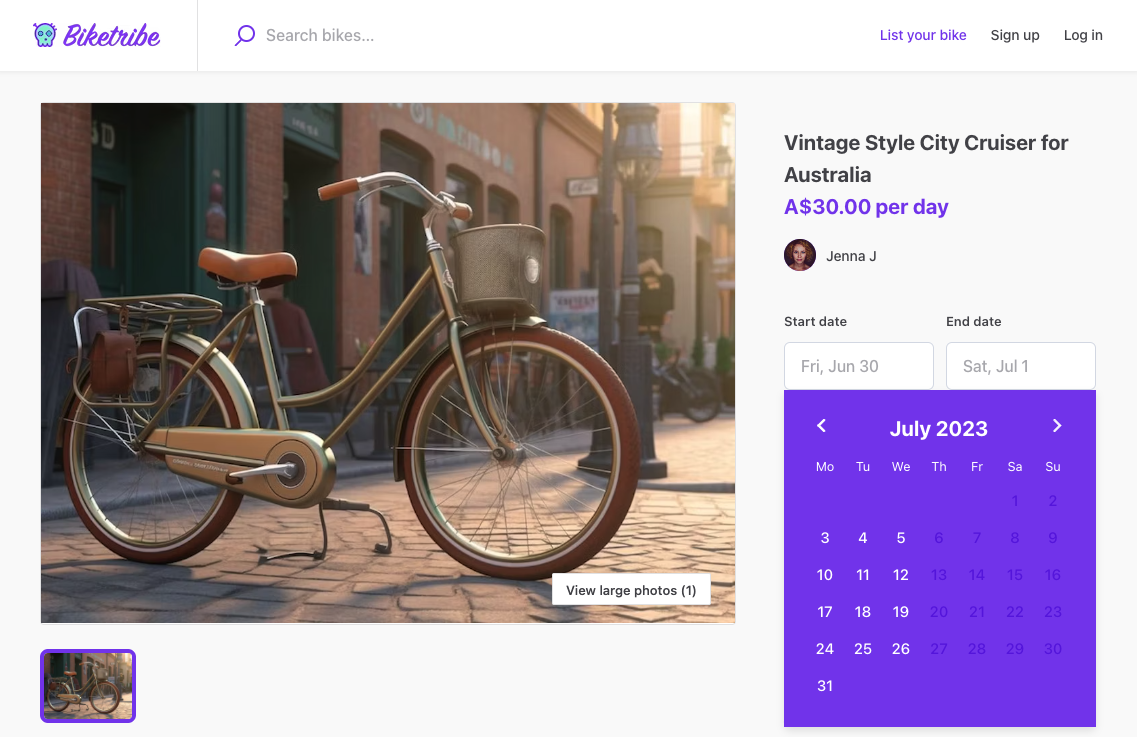 Biketribe
Search bikes...
List your bike
Sign up
Log in
Vintage Style City Cruiser for
Australia
A$30.00 per day
Jenna J
Start date
End date
Fri, Jun 30
Sat, Jul 1
July 2023
Mo Tu We Th Fr Sa Su
1 2
3 4 5 6 7 8 9
10 11 12 13 14 15 16
17 18 19 20 21 22 23
24 25 26 27 28 29 30
31
View large photos (1)